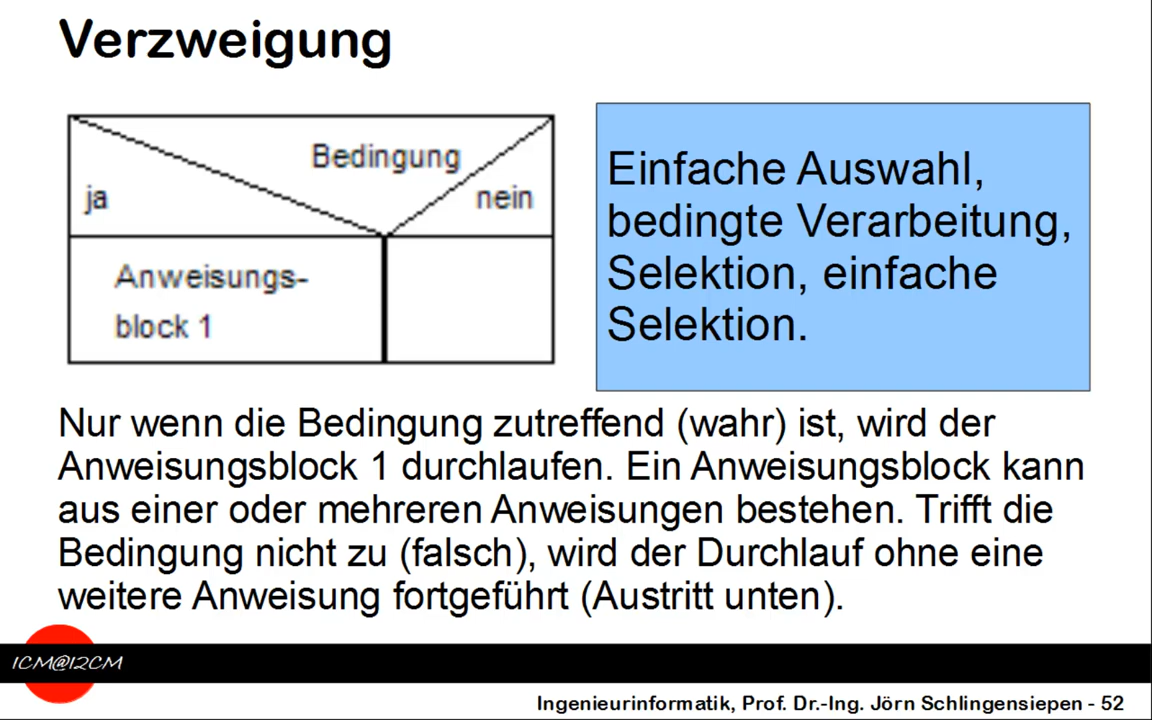 Verzweigung
Bedingung
ja
nein
Anweisungs-
block 1
Einfache Auswahl,
bedingte Verarbeitung,
Selektion, einfache
Selektion.
Nur wenn die Bedingung zutreffend (wahr) ist, wird der
Anweisungsblock 1 durchlaufen. Ein Anweisungsblock kann
aus einer oder mehreren Anweisungen bestehen. Trifft die
Bedingung nicht zu (falsch), wird der Durchlauf ohne eine
weitere Anweisung fortgeführt (Austritt unten).
1CM@12CM
Ingenieurinformatik, Prof. Dr.-Ing. Jörn Schlingensiepen - 52